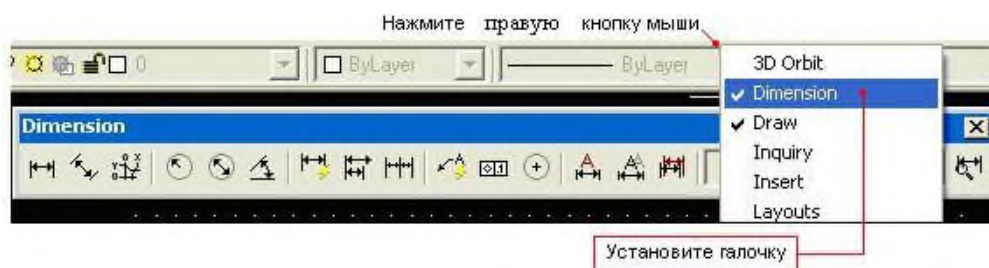 Нажмите правую кнопку мыши
0 ByLayer ByLayer
3D Orbit
Dimension
Draw
Inquiry
Insert
Layouts
Dimension
Установите галочку